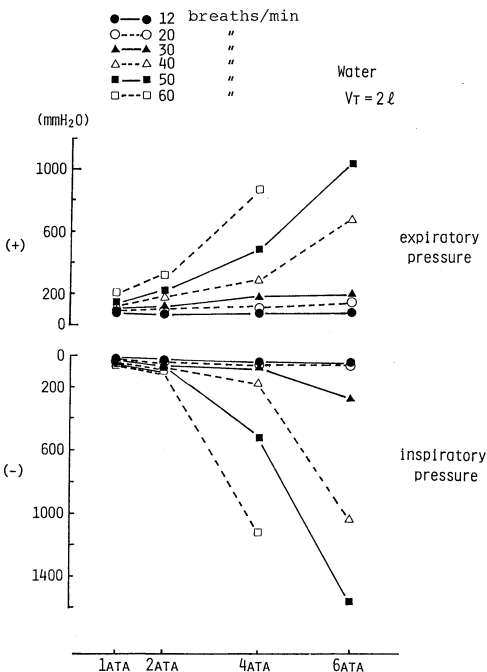 12 breaths/min
20 "
30 "
40 "
50 "
60 "
Water
VT = 2 ℓ
(mmH2O)
1000
600
200
0
(+)
expiratory
pressure
0
200
600
1000
1400
(-)
inspiratory
pressure
1ATA 2ATA 4ATA 6ATA